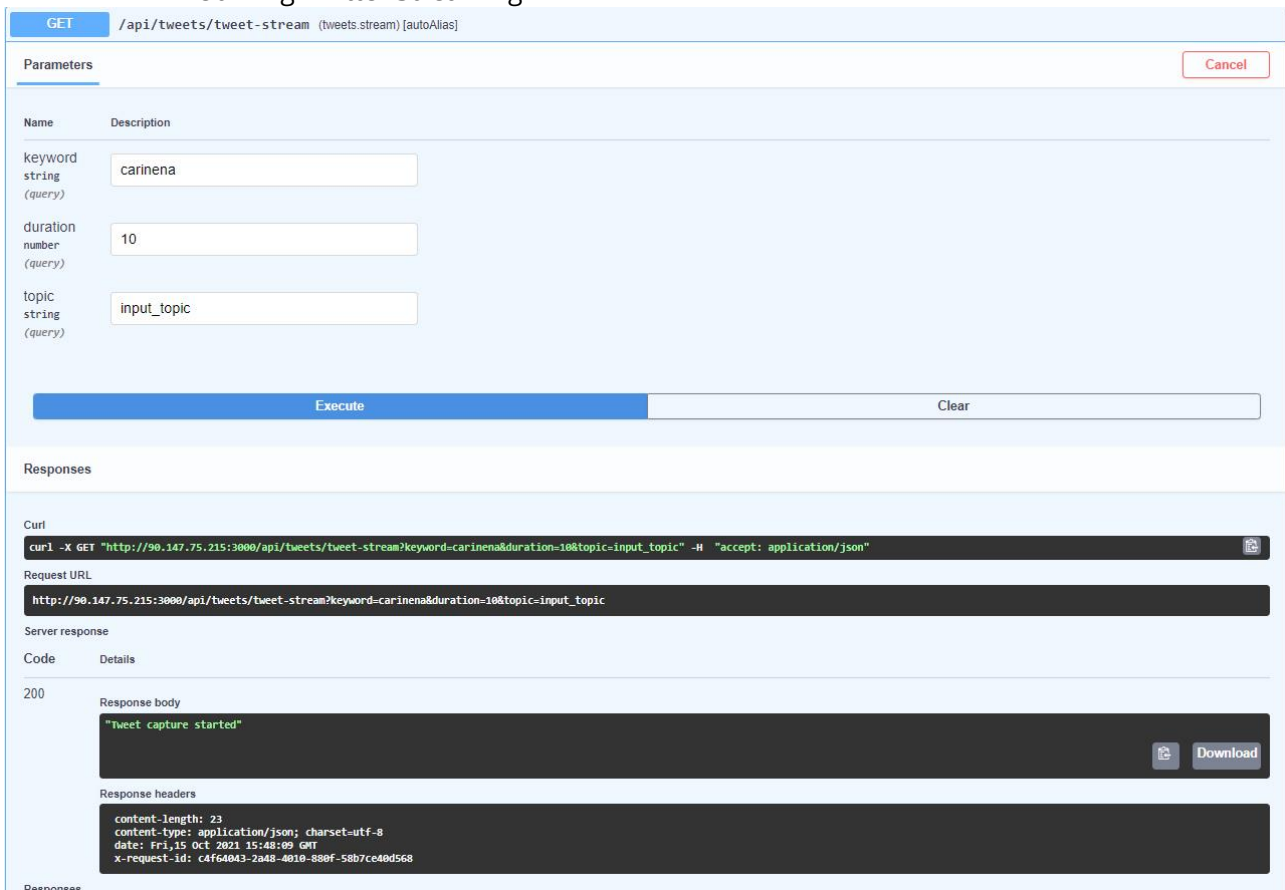 GET /api/tweets/tweet-stream (tweets.stream) [autoAlias]
Parameters
Cancel
Name Description
keyword
string
(query)
carinena
duration
number
(query)
10
topic
string
(query)
input_topic
Execute Clear
Responses
Curl
curl -X GET "http://90.147.75.215:3000/api/tweets/tweet-stream?keyword=carinena&duration=10&topic=input_topic" -H "accept: application/json"
Request URL
http://90.147.75.215:3000/api/tweets/tweet-stream?keyword=carinena&duration=10&topic=input_topic
Server response
Code Details
200
Response body
"Tweet capture started"
Download
Response headers
content-length: 23
content-type: application/json; charset=utf-8
date: Fri,15 Oct 2021 15:48:09 GMT
x-request-id: c4f64043-2a48-4010-880f-58b7ce40d568
Responses